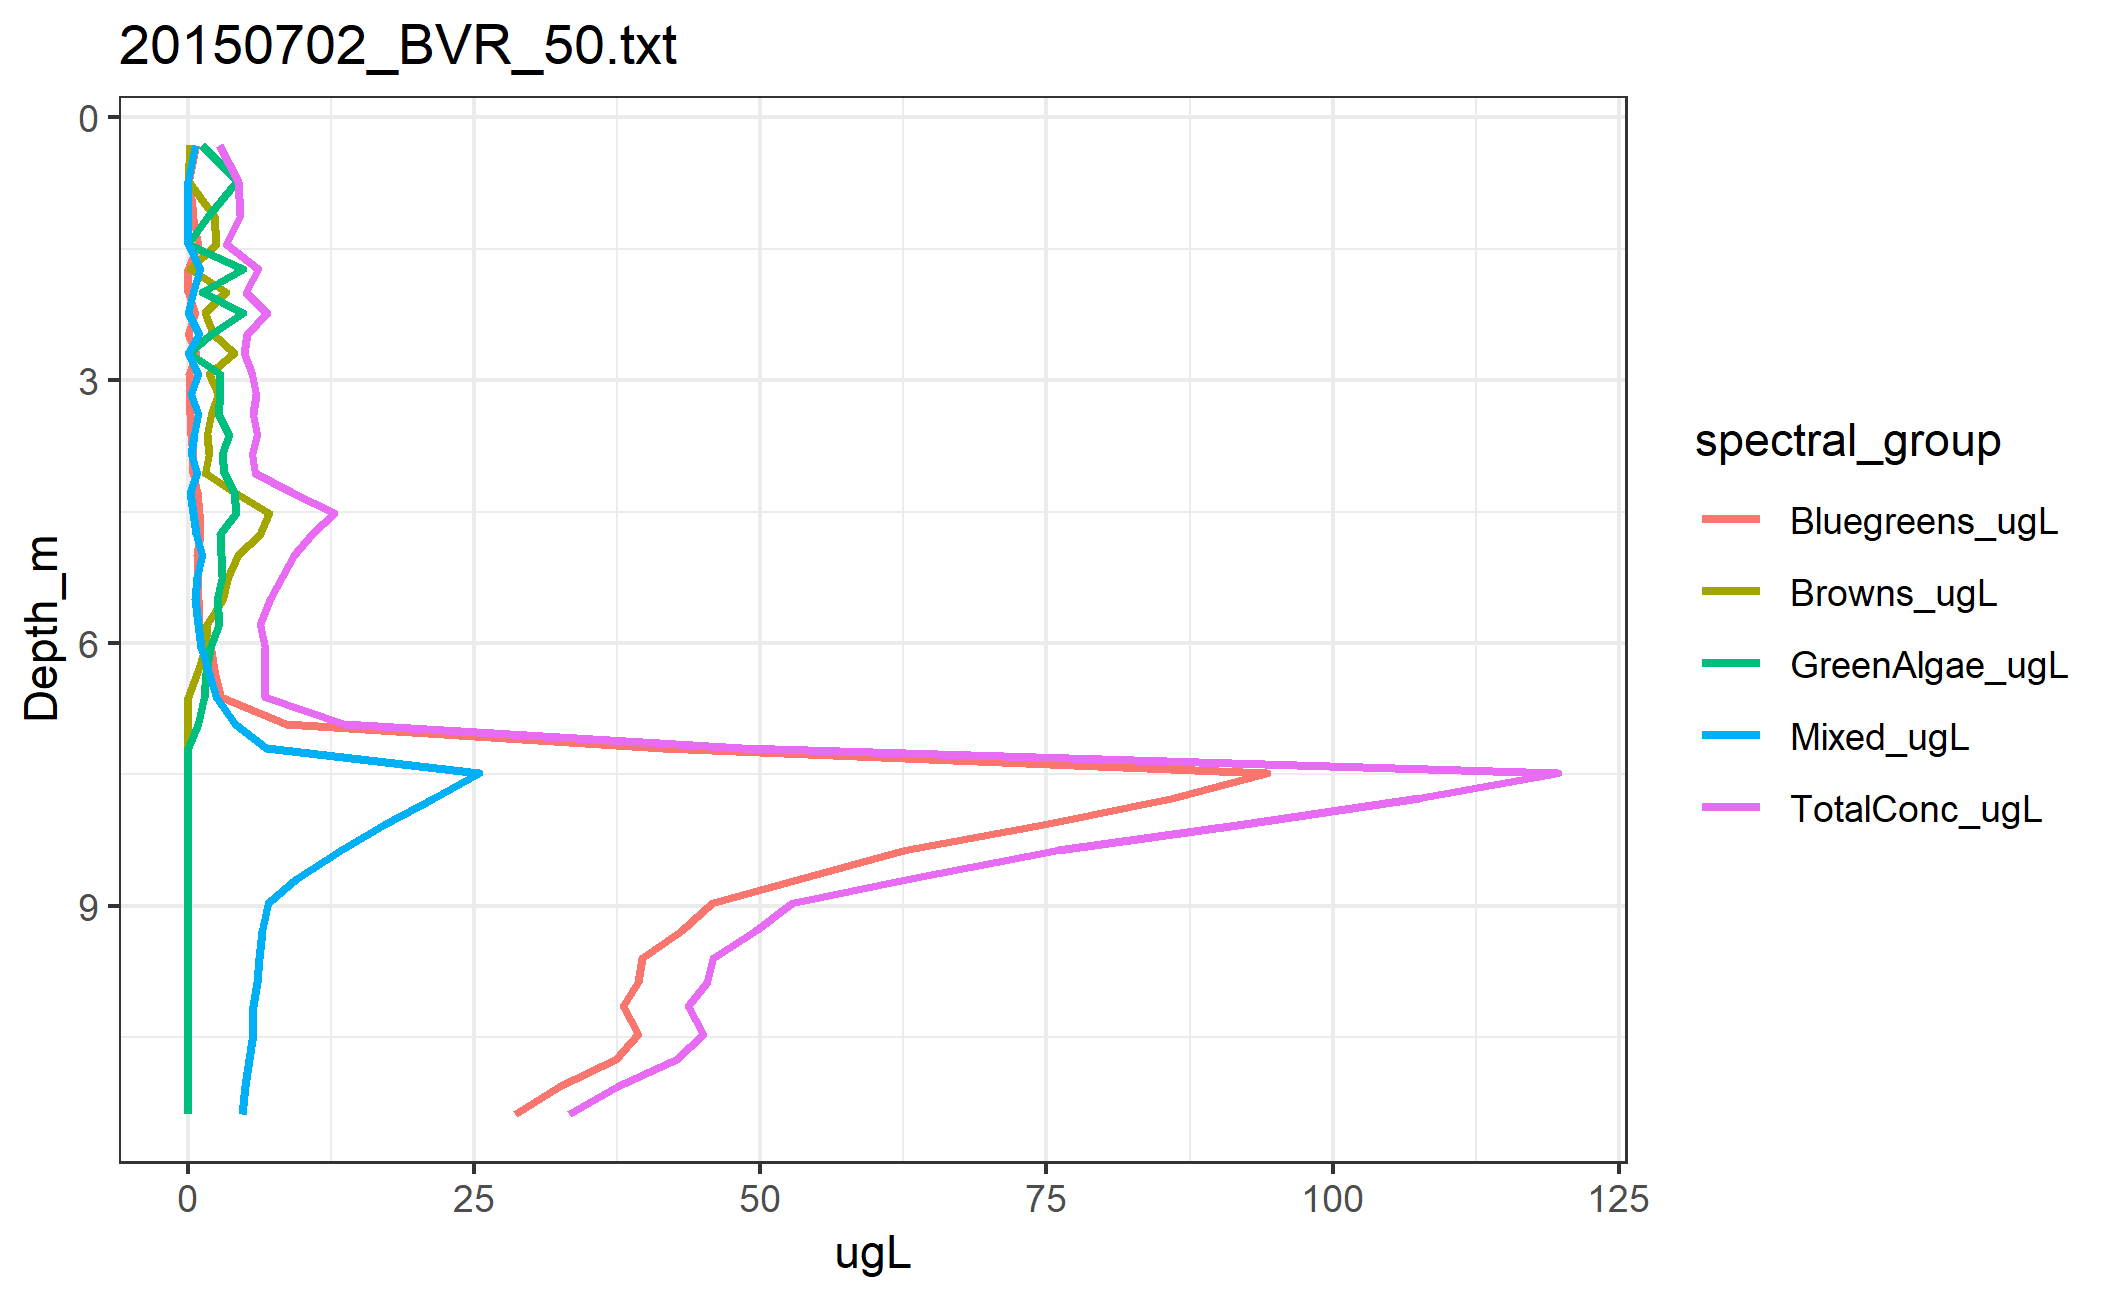 20150702_BVR_50.txt
0
3
6
9
Depth_m
0 25 50 75 100 125
ugL
spectral_group
Bluegreens_ugL
Browns_ugL
GreenAlgae_ugL
Mixed_ugL
TotalConc_ugL